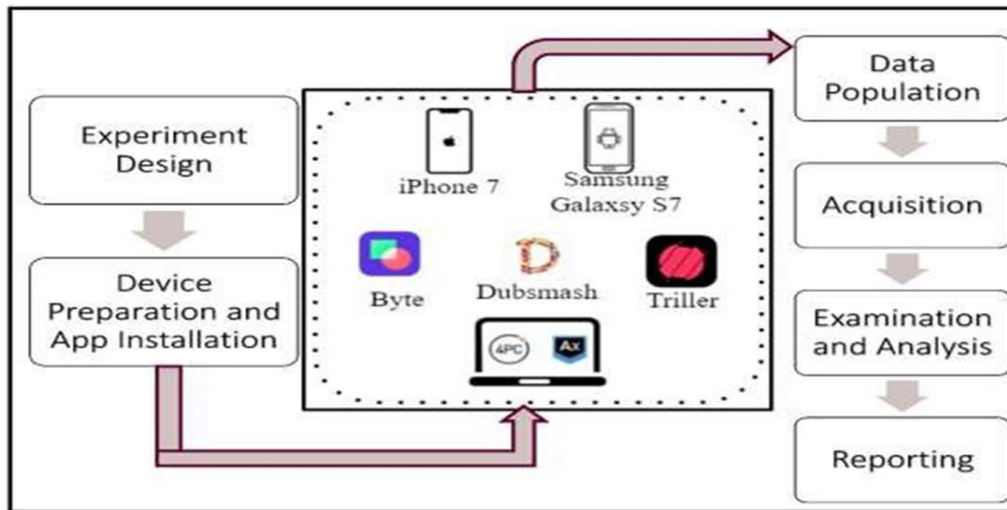 Experiment
Design
Device
Preparation and
App Installation
iPhone 7
Samsung
Galaxsy S7
Byte
Dubsmash
Triller
4PC
Ax
Data
Population
Acquisition
Examination
and Analysis
Reporting